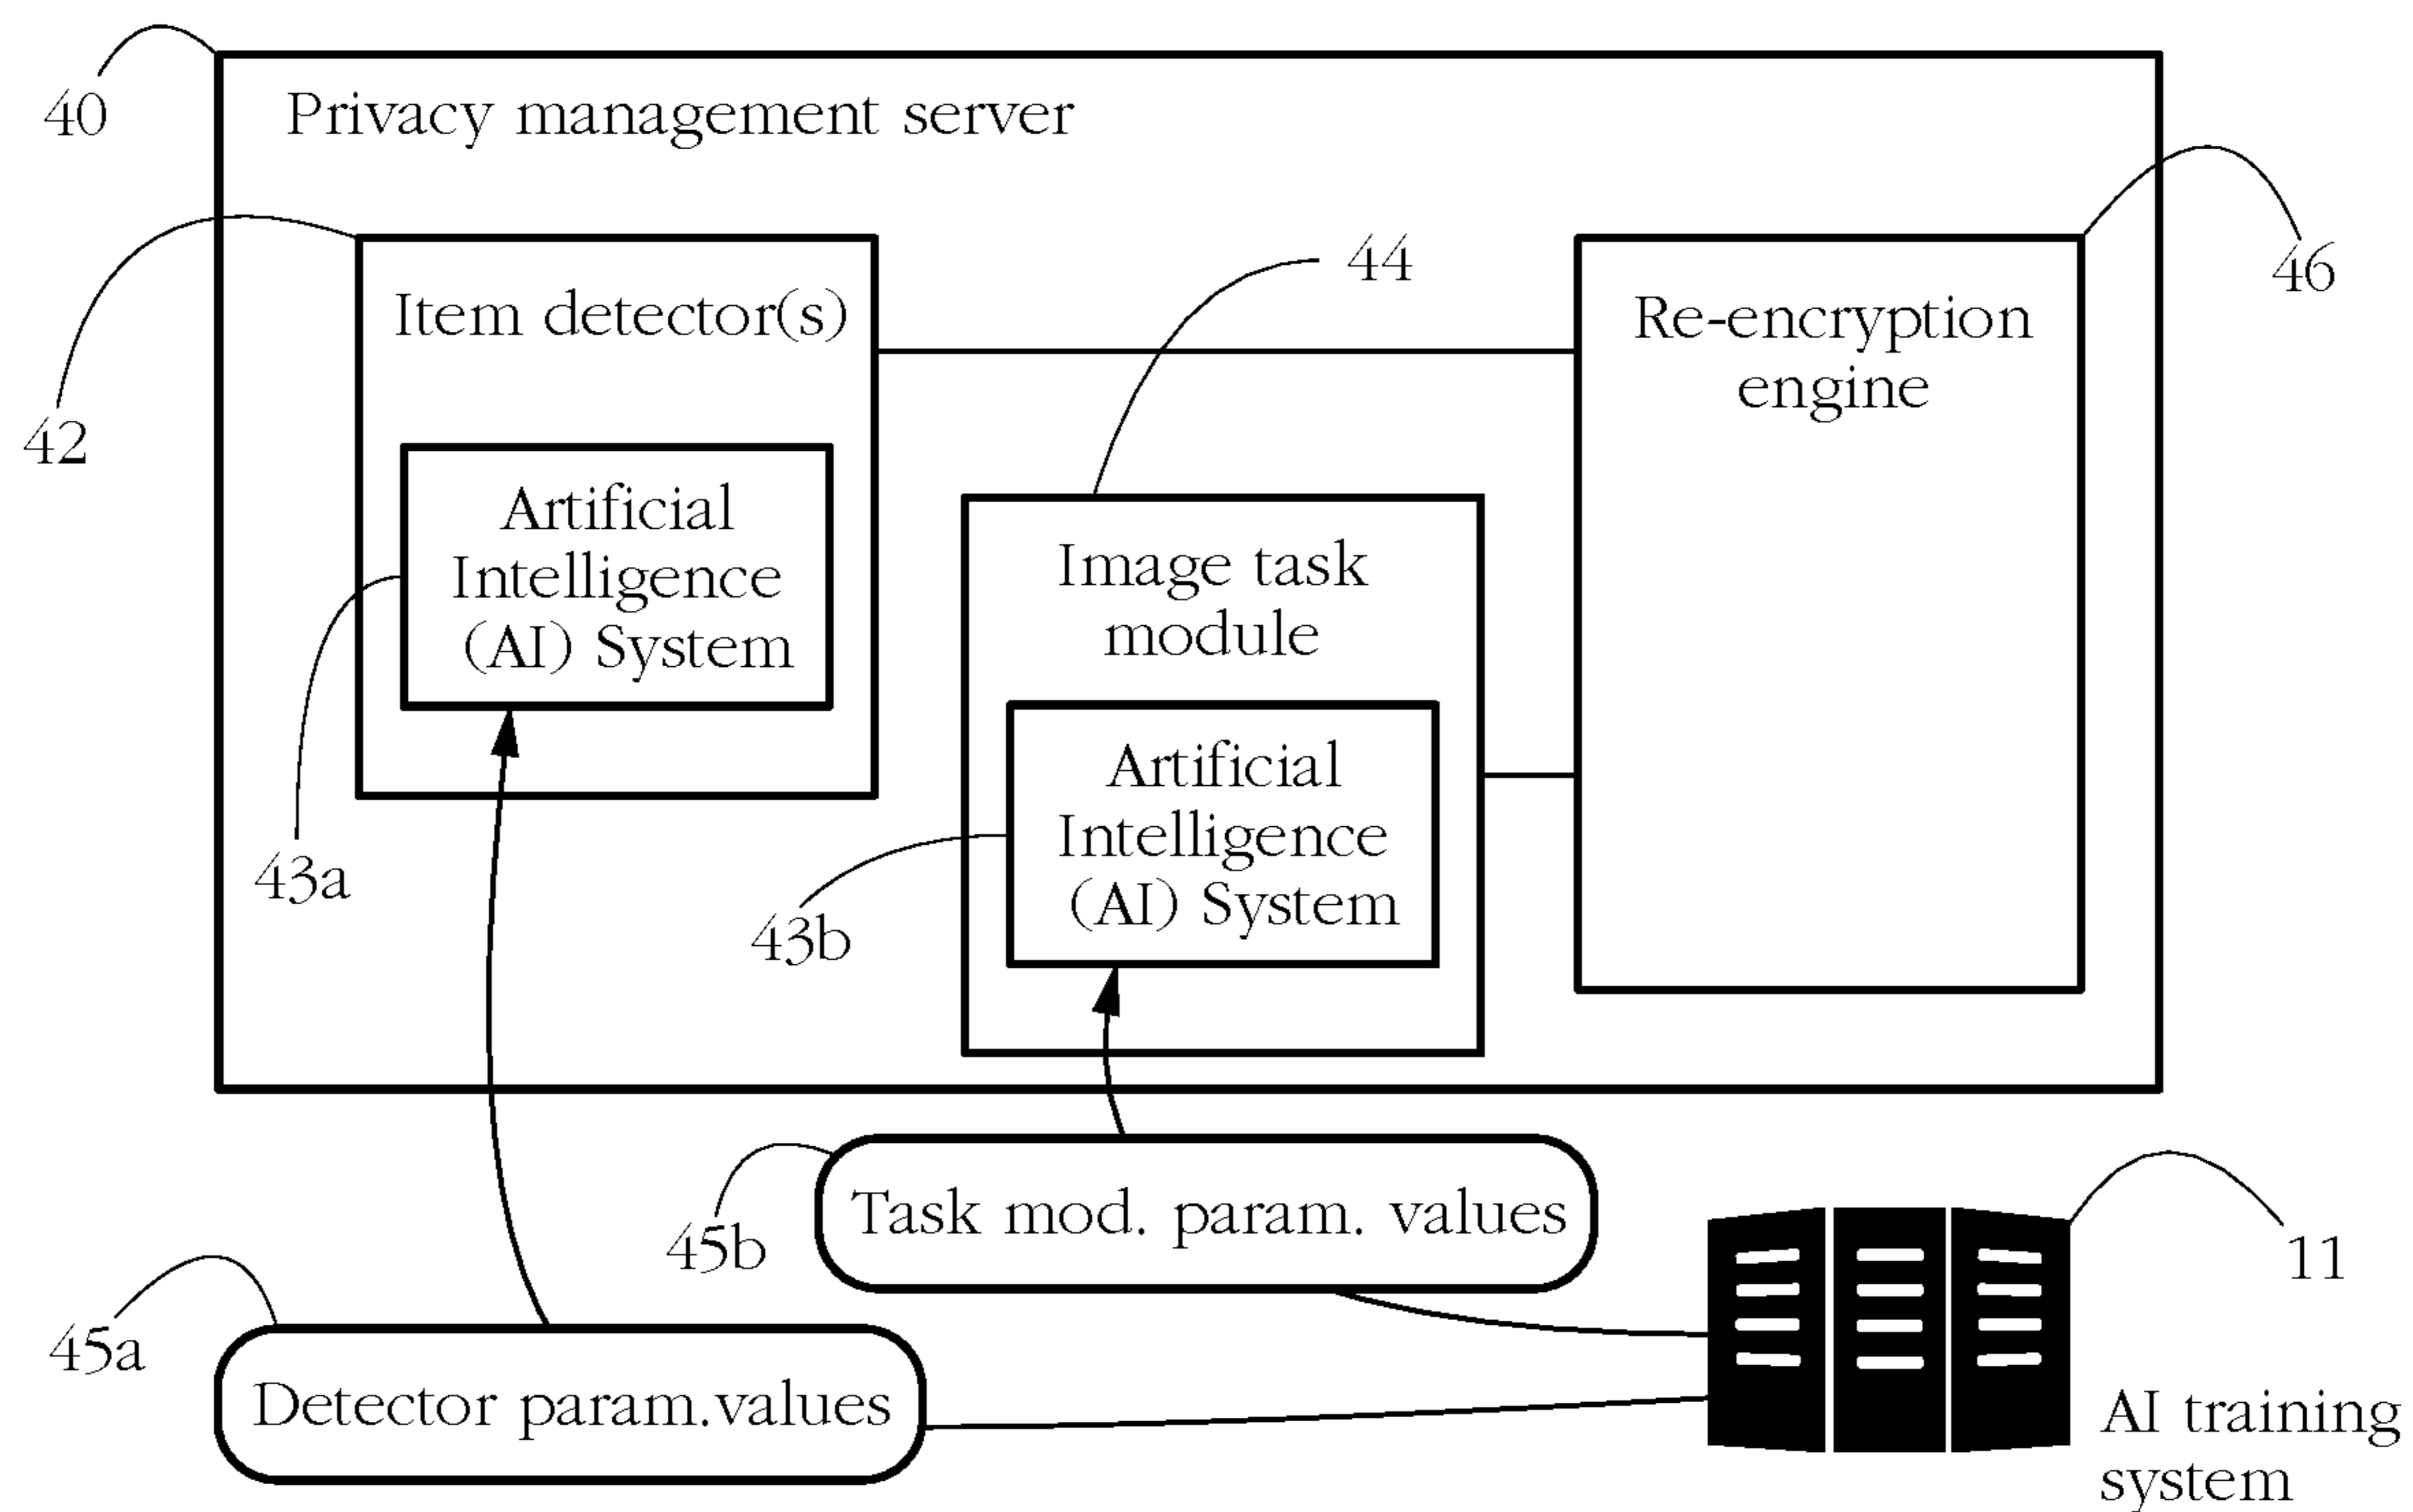 40
Privacy management server
42
Item detector(s)
44
46
Re-encryption
engine
Artificial
Intelligence
(AI) System
43a
Image task
module
Artificial
Intelligence
(AI) System
43b
45b
Task mod. param. values
11
45a
Detector param.values
AI training
system